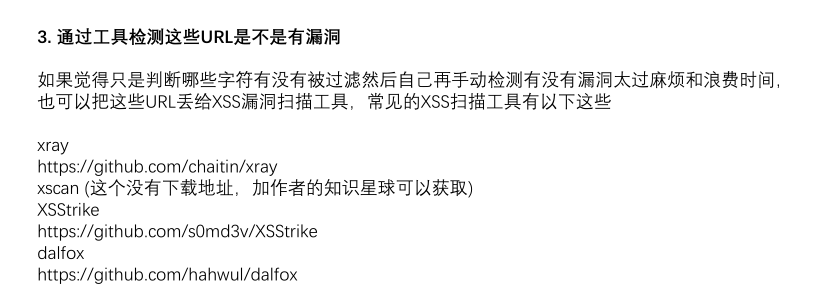 3. 通过工具检测这些URL是不是有漏洞
如果觉得只是判断哪些字符有没有被过滤然后自己再手动检测有没有漏洞太过麻烦和浪费时间，
也可以把这些URL丢给XSS漏洞扫描工具，常见的XSS扫描工具有以下这些
xray
https://github.com/chaitin/xray
xscan (这个没有下载地址，加作者的知识星球可以获取)
XSStrike
https://github.com/s0md3v/XSStrike
dalfox
https://github.com/hahwul/dalfox